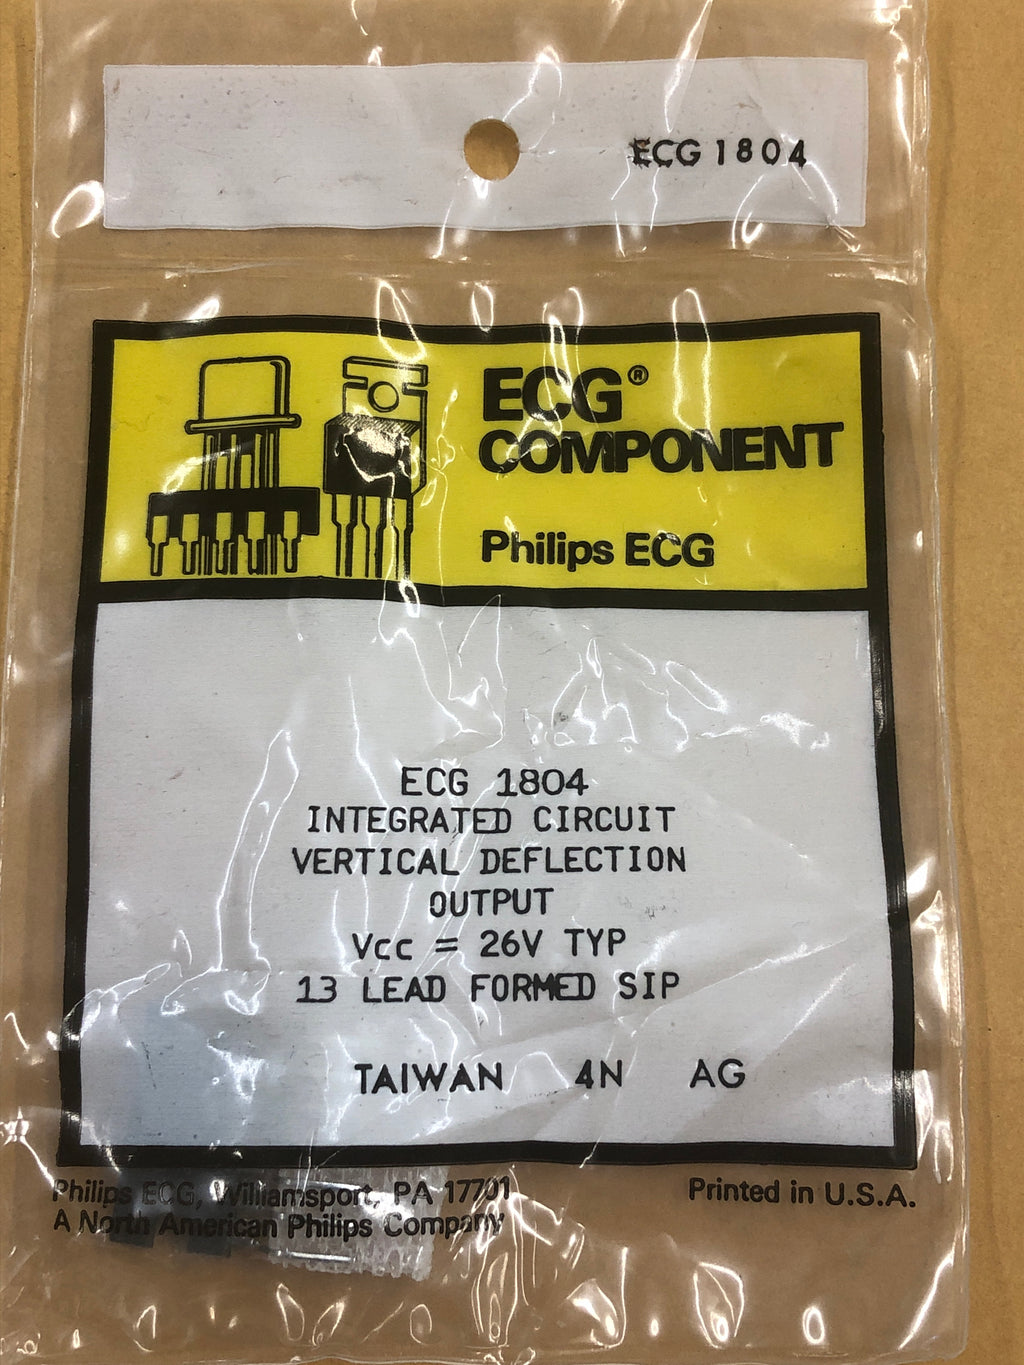 ECG 1804
ECG®
COMPONENT
Philips ECG
ECG 1804
INTEGRATED CIRCUIT
VERTICAL DEFLECTION
OUTPUT
Vcc = 26V TYP
13 LEAD FORMED SIP
TAIWAN 4N AG
Philips ECG, Williamsport, PA 17701
A North American Philips Company
Printed in U.S.A.